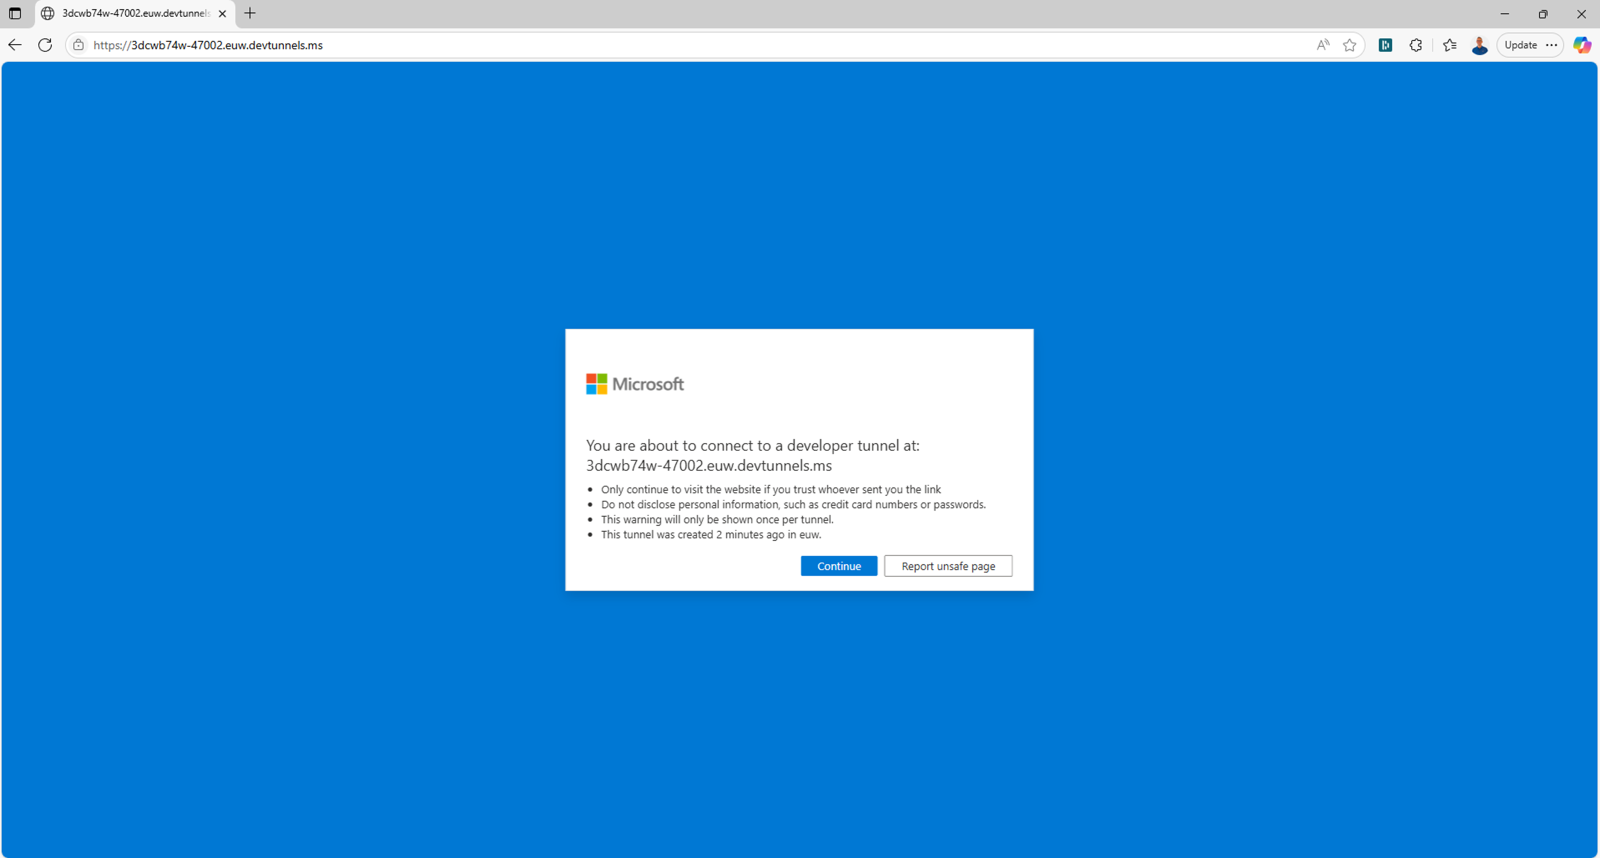 3dcwb74w-47002.euw.devtunnels
https://3dcwb74w-47002.euw.devtunnels.ms
Update
Microsoft
You are about to connect to a developer tunnel at:
3dcwb74w-47002.euw.devtunnels.ms
• Only continue to visit the website if you trust whoever sent you the link
• Do not disclose personal information, such as credit card numbers or passwords.
• This warning will only be shown once per tunnel.
• This tunnel was created 2 minutes ago in euw.
Continue
Report unsafe page